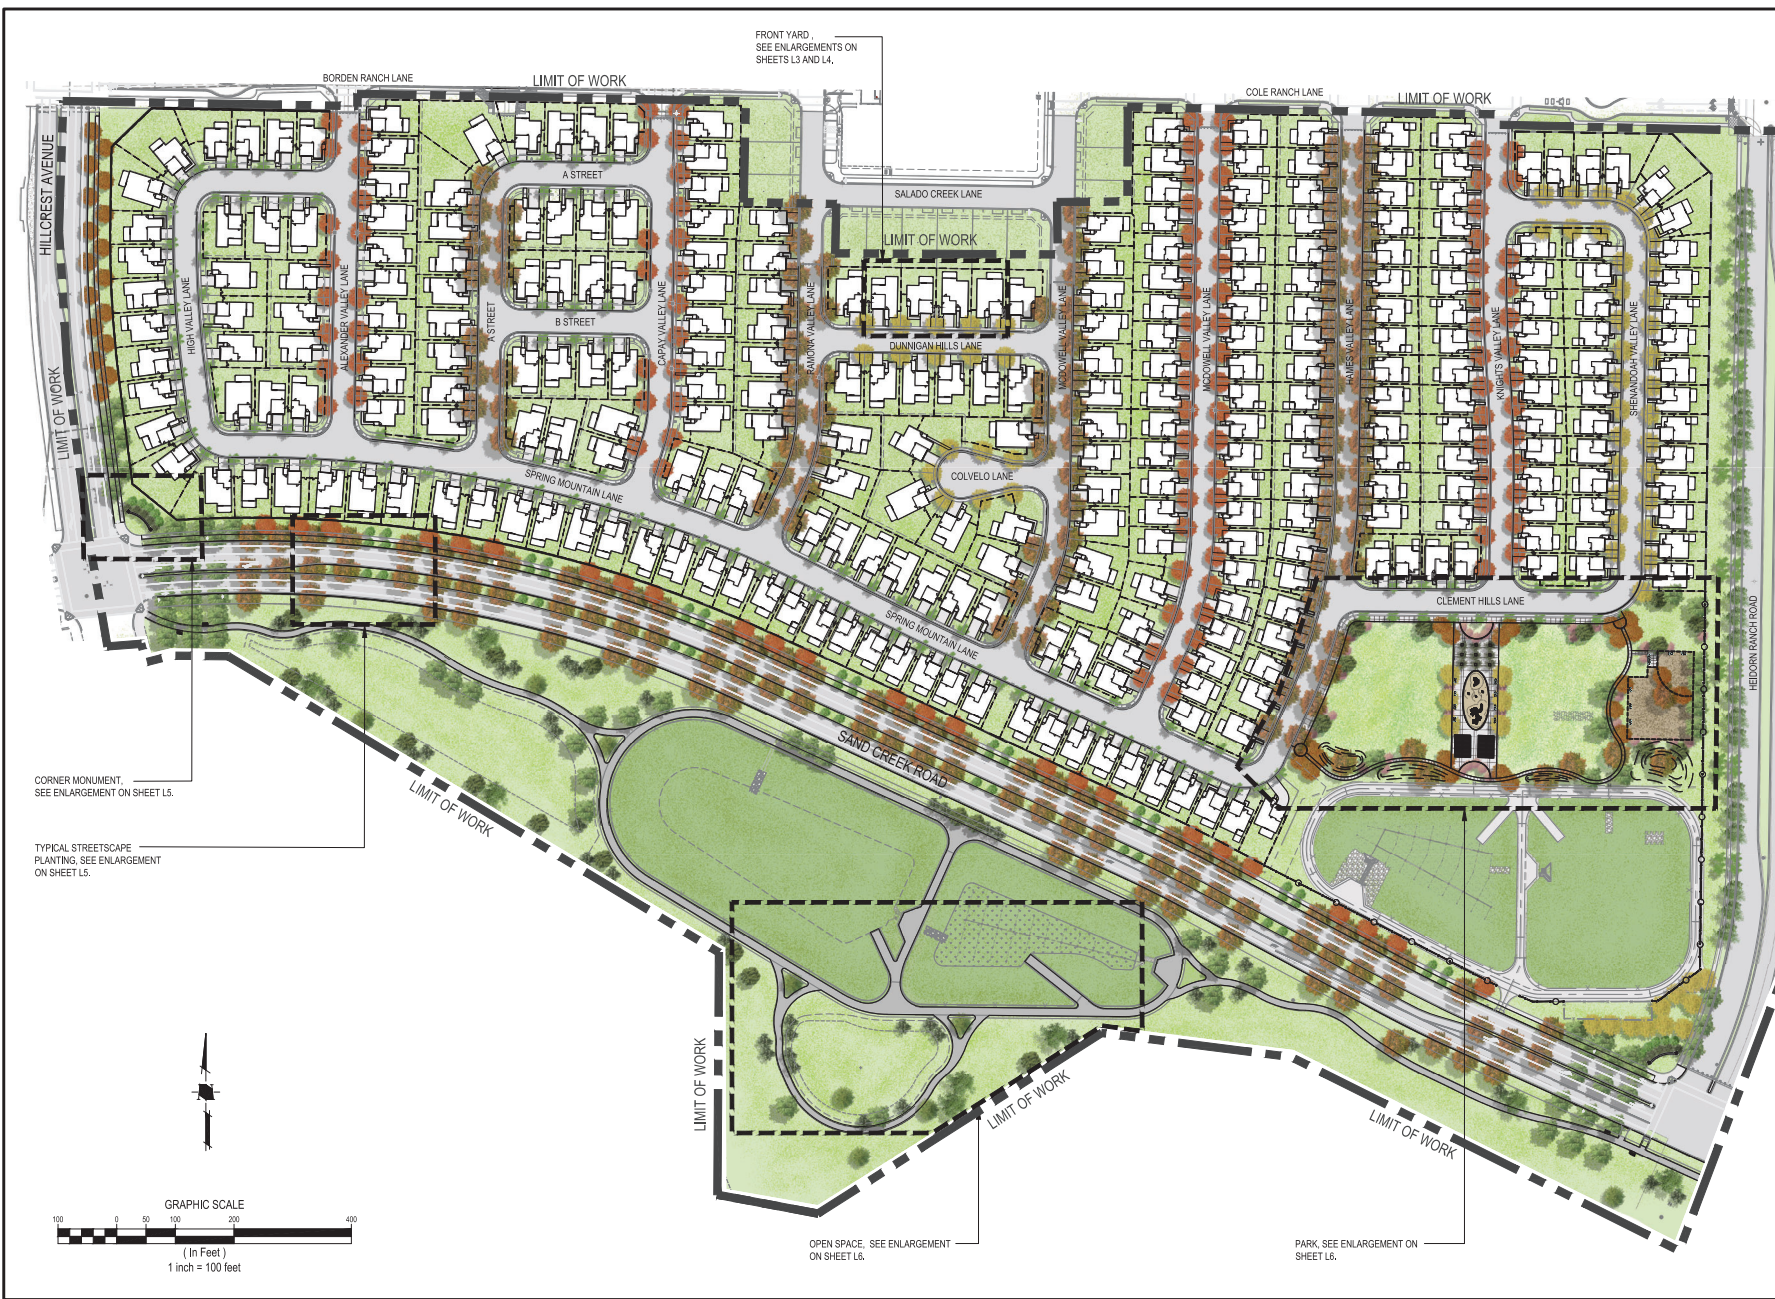 FRONT YARD ,
SEE ENLARGEMENTS ON
SHEETS L3 AND L4.
BORDEN RANCH LANE
LIMIT OF WORK
COLE RANCH LANE
LIMIT OF WORK
HILLCREST AVENUE
A STREET
SALADO CREEK LANE
LIMIT OF WORK
HIGH VALLEY LANE
ALEXANDER VALLEY LANE
A STREET
B STREET
CAPAY VALLEY LANE
RAMONA VALLEY LANE
DUNNIGAN HILLS LANE
MCDOWELL VALLEY LANE
MCDOWELL VALLEY LANE
HAMES VALLEY LANE
KNIGHTS VALLEY LANE
SHENANDOAH VALLEY LANE
LIMIT OF WORK
SPRING MOUNTAIN LANE
COLVELO LANE
CLEMENT HILLS LANE
SPRING MOUNTAIN LANE
HEIDORN RANCH ROAD
SAND CREEK ROAD
CORNER MONUMENT,
SEE ENLARGEMENT ON SHEET L5.
LIMIT OF WORK
TYPICAL STREETSCAPE
PLANTING, SEE ENLARGEMENT
ON SHEET L5.
LIMIT OF WORK
LIMIT OF WORK
LIMIT OF WORK
N
GRAPHIC SCALE
100 0 50 100 200 400
( In Feet )
1 inch = 100 feet
OPEN SPACE, SEE ENLARGEMENT
ON SHEET L6.
PARK, SEE ENLARGEMENT ON
SHEET L6.